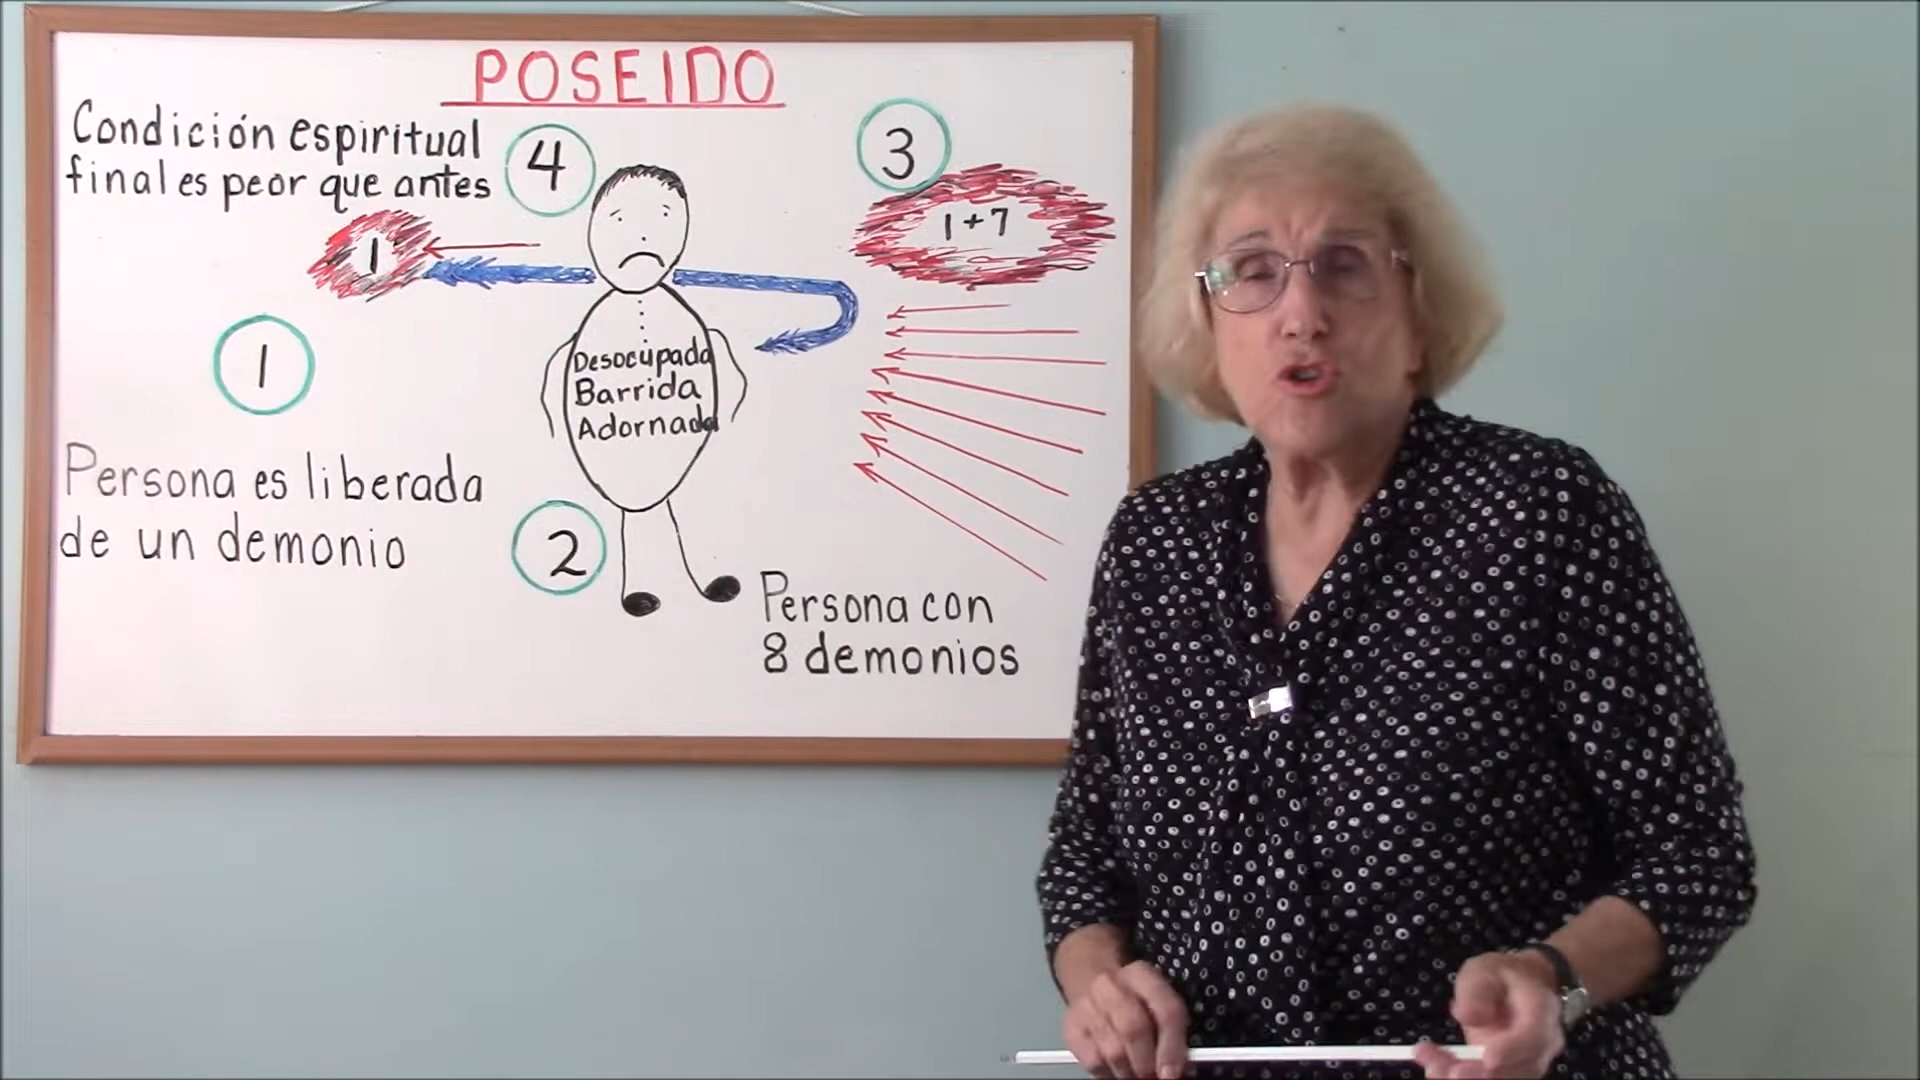 POSEIDO
Condición espiritual
final es peor que antes
4
3
1 + 7
1
1
Desocupada
Barrida
Adornada
Persona es liberada
de un demonio
2
Persona con
8 demonios